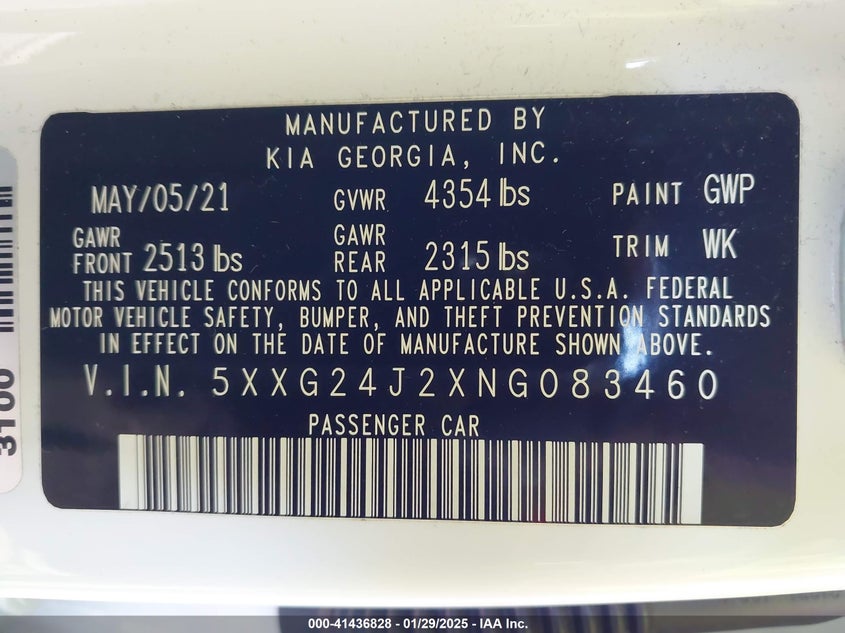 MANUFACTURED BY
KIA GEORGIA, INC.
MAY/05/21 GVWR 4354 lbs PAINT GWP
GAWR FRONT 2513 lbs GAWR REAR 2315 lbs TRIM WK
THIS VEHICLE CONFORMS TO ALL APPLICABLE U.S.A. FEDERAL
MOTOR VEHICLE SAFETY, BUMPER, AND THEFT PREVENTION STANDARDS
IN EFFECT ON THE DATE OF MANUFACTURE SHOWN ABOVE.
V.I.N. 5XXG24J2XNG083460
PASSENGER CAR
3100
000-41436828 - 01/29/2025 - IAA Inc.